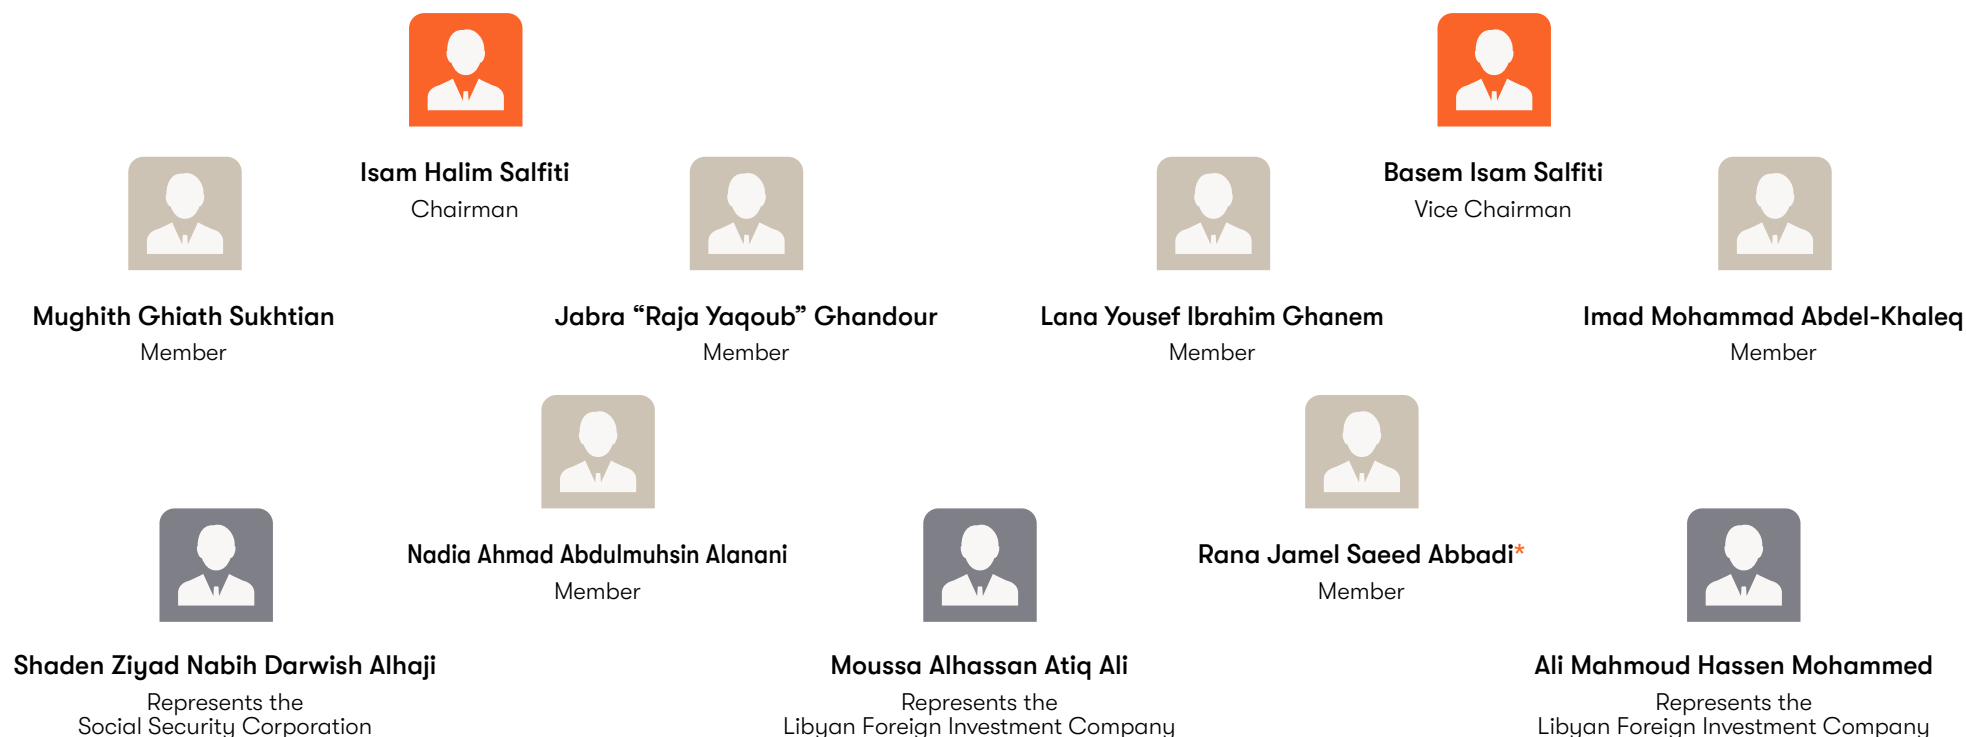 Isam Halim Salfiti
Chairman
Basem Isam Salfiti
Vice Chairman
Mughith Ghiath Sukhtian
Member
Jabra “Raja Yaqoub” Ghandour
Member
Lana Yousef Ibrahim Ghanem
Member
Imad Mohammad Abdel-Khaleq
Member
Nadia Ahmad Abdulmuhsin Alanani
Member
Rana Jamel Saeed Abbadi*
Member
Shaden Ziyad Nabih Darwish Alhaji
Represents the
Social Security Corporation
Moussa Alhassan Atiq Ali
Represents the
Libyan Foreign Investment Company
Ali Mahmoud Hassen Mohammed
Represents the
Libyan Foreign Investment Company